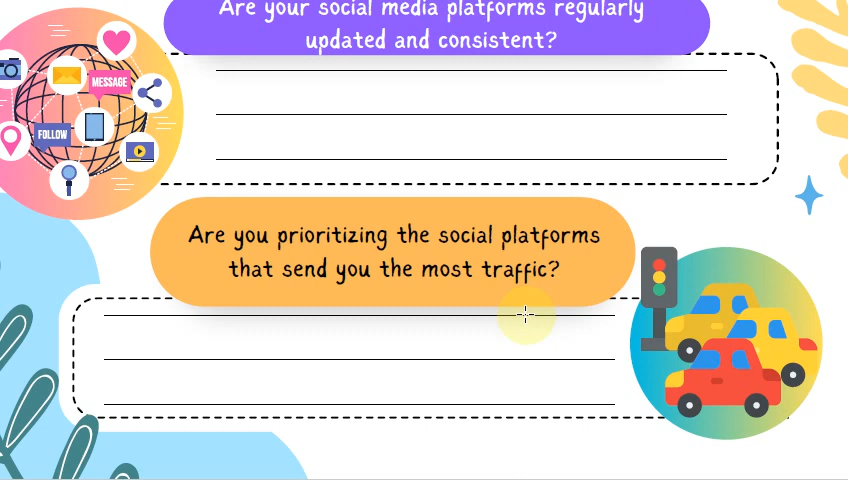 Are your social media platforms regularly
updated and consistent?
MESSAGE
FOLLOW
Are you prioritizing the social platforms
that send you the most traffic?